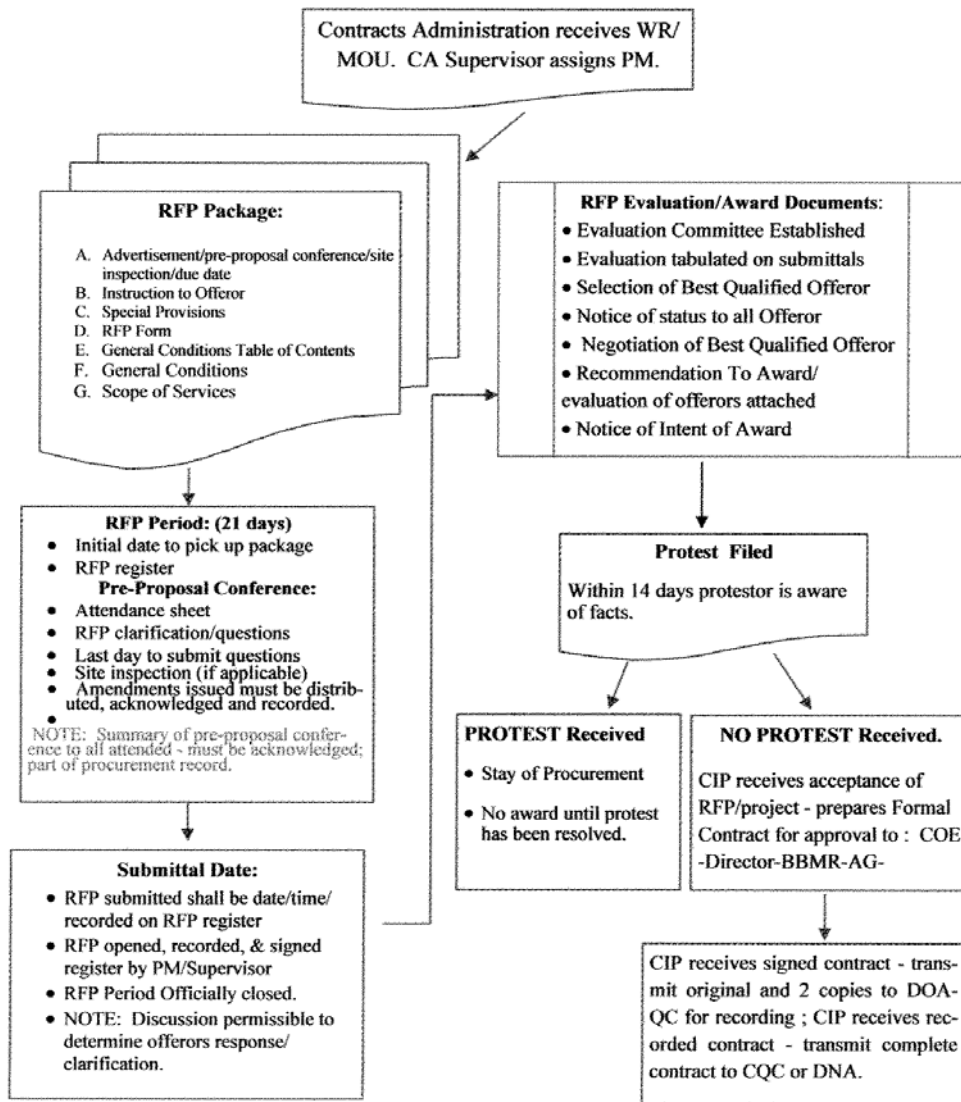 Contracts Administration receives WR/
MOU. CA Supervisor assigns PM.
RFP Package:
A. Advertisement/pre-proposal conference/site
inspection/due date
B. Instruction to Offeror
C. Special Provisions
D. RFP Form
E. General Conditions Table of Contents
F. General Conditions
G. Scope of Services
RFP Period: (21 days)
• Initial date to pick up package
• RFP register
Pre-Proposal Conference:
• Attendance sheet
• RFP clarification/questions
• Last day to submit questions
• Site inspection (if applicable)
• Amendments issued must be distrib-
uted, acknowledged and recorded.
•
NOTE: Summary of pre-proposal confer-
ence to all attended - must be acknowledged;
part of procurement record.
Submittal Date:
• RFP submitted shall be date/time/
recorded on RFP register
• RFP opened, recorded, & signed
register by PM/Supervisor
• RFP Period Officially closed.
• NOTE: Discussion permissible to
determine offerors response/
clarification.
RFP Evaluation/Award Documents:
• Evaluation Committee Established
• Evaluation tabulated on submittals
• Selection of Best Qualified Offeror
• Notice of status to all Offeror
• Negotiation of Best Qualified Offeror
• Recommendation To Award/
evaluation of offerors attached
• Notice of Intent of Award
Protest Filed
Within 14 days protestor is aware
of facts.
PROTEST Received
• Stay of Procurement
• No award until protest
has been resolved.
NO PROTEST Received.
CIP receives acceptance of
RFP/project - prepares Formal
Contract for approval to : COE
-Director-BBMR-AG-
CIP receives signed contract - trans-
mit original and 2 copies to DOA-
QC for recording ; CIP receives rec-
orded contract - transmit complete
contract to CQC or DNA.